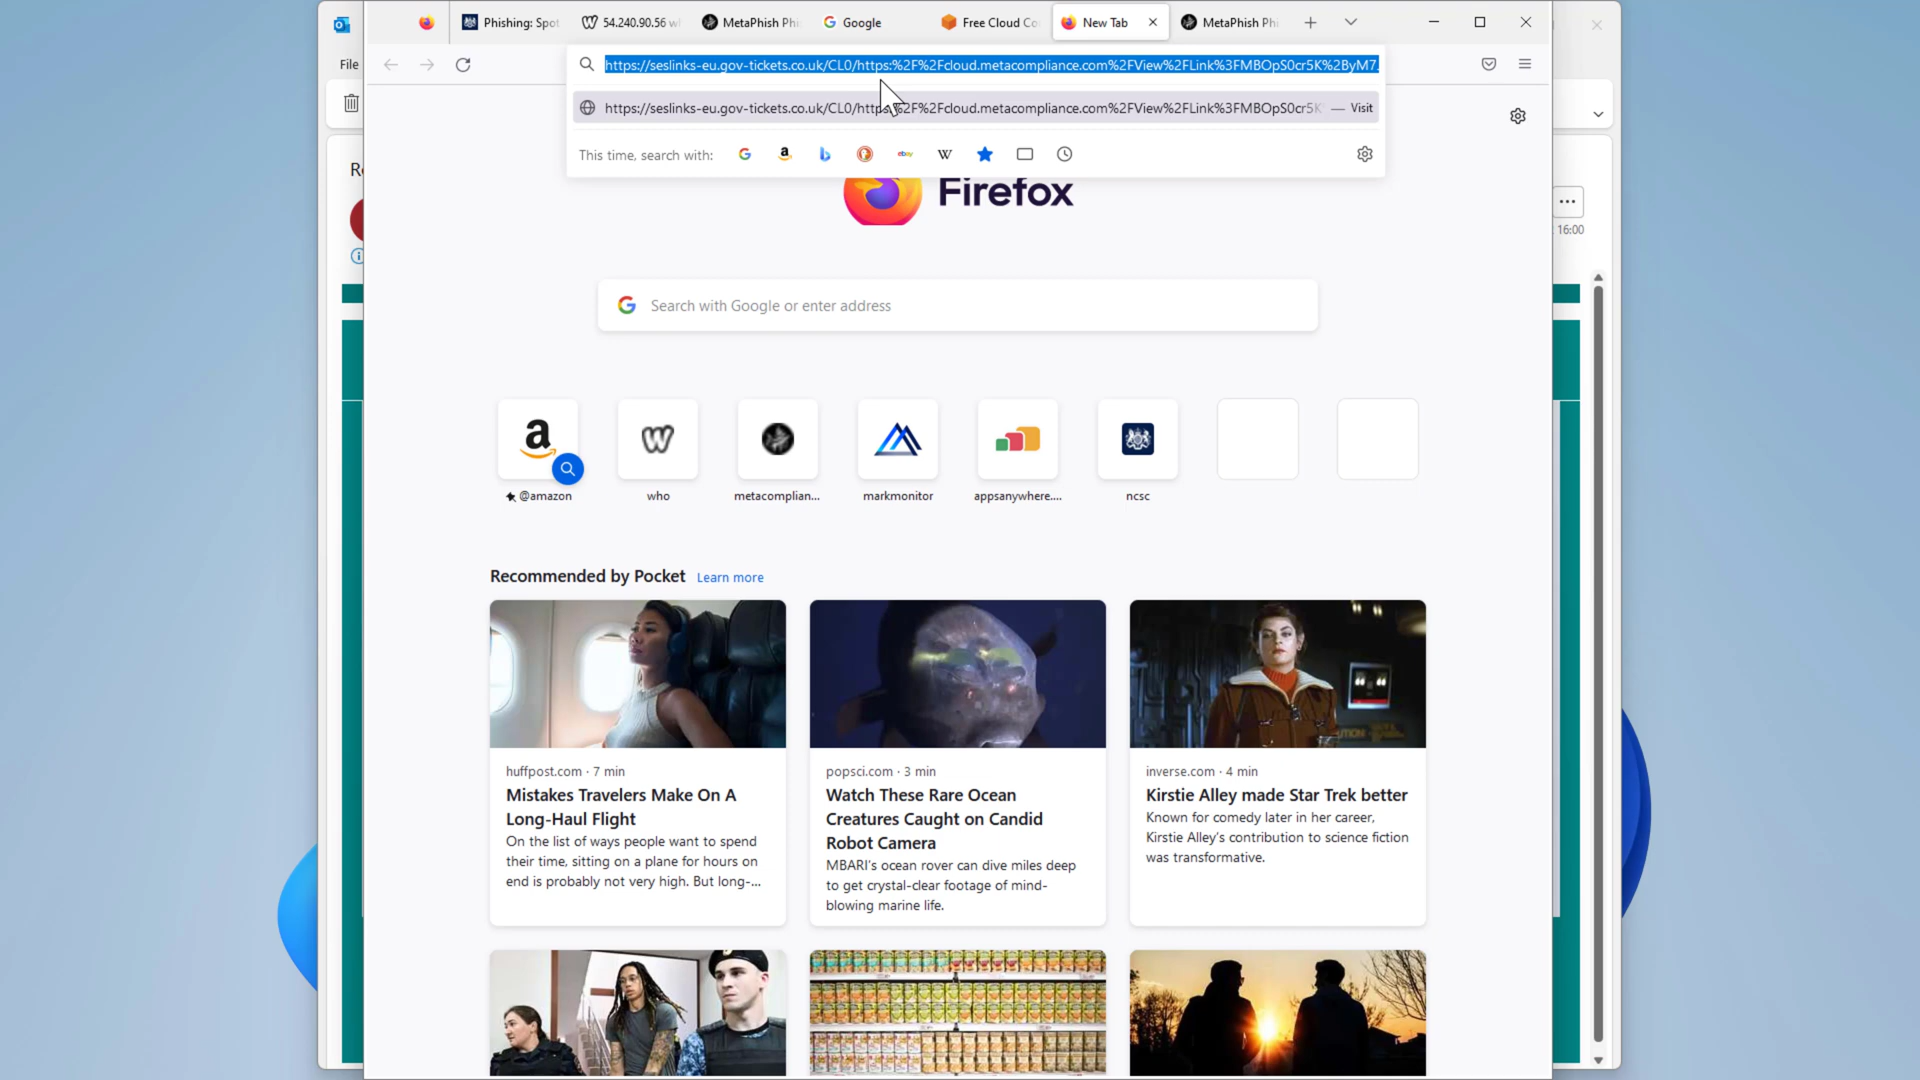 Phishing: Spot
54.240.90.56 wh
MetaPhish Phi
Google
Free Cloud Co
New Tab
MetaPhish Phi
File
https://seslinks-eu.gov-tickets.co.uk/CL0/https:%2F%2Fcloud.metacompliance.com%2FView%2FLink%3FMBOpS0cr5K%2ByM7.
https://seslinks-eu.gov-tickets.co.uk/CL0/https:%2F%2Fcloud.metacompliance.com%2FView%2FLink%3FMBOpS0cr5K — Visit
This time, search with:
ebay
W
Re
Firefox
16:00
Search with Google or enter address
@amazon
who
metacomplian...
markmonitor
appsanywhere....
ncsc
Recommended by Pocket Learn more
huffpost.com · 7 min
Mistakes Travelers Make On A
Long-Haul Flight
On the list of ways people want to spend
their time, sitting on a plane for hours on
end is probably not very high. But long-...
popsci.com · 3 min
Watch These Rare Ocean
Creatures Caught on Candid
Robot Camera
MBARI's ocean rover can dive miles deep
to get crystal-clear footage of mind-
blowing marine life.
inverse.com · 4 min
Kirstie Alley made Star Trek better
Known for comedy later in her career,
Kirstie Alley's contribution to science fiction
was transformative.